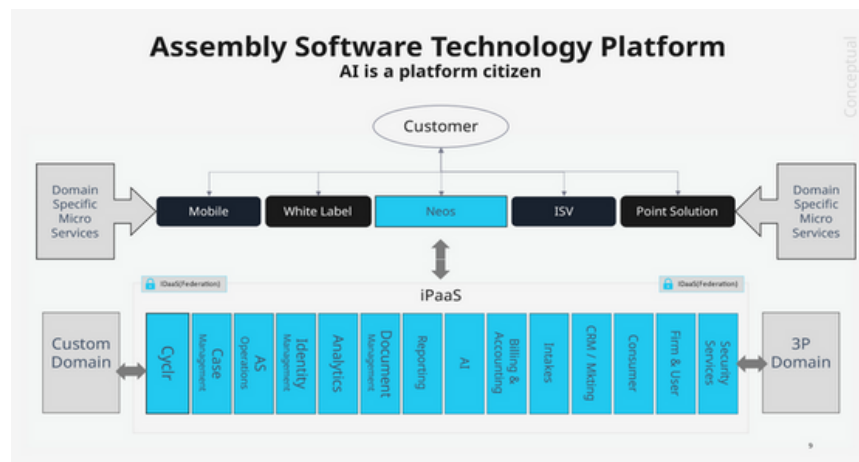 Assembly Software Technology Platform
AI is a platform citizen
Conceptual
Customer
Domain
Specific
Micro
Services
Mobile
White Label
Neos
ISV
Point Solution
Domain
Specific
Micro
Services
IDaaS(Federation)
IDaaS(Federation)
iPaaS
Custom
Domain
Cyclr
Case
Management
AS
Operations
Identity
Management
Analytics
Document
Management
Reporting
AI
Billing &
Accounting
Intakes
CRM / Mkting
Consumer
Firm & User
Security
Services
3P
Domain
9